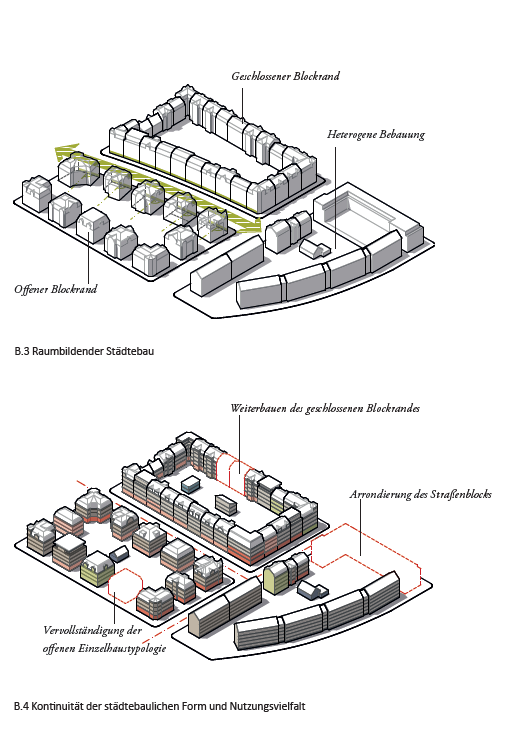 Geschlossener Blockrand
Heterogene Bebauung
Offener Blockrand
B.3 Raumbildender Städtebau
Weiterbauen des geschlossenen Blockrandes
Arrondierung des Straßenblocks
Vervollständigung der
offenen Einzelhaustypologie
B.4 Kontinuität der städtebaulichen Form und Nutzungsvielfalt